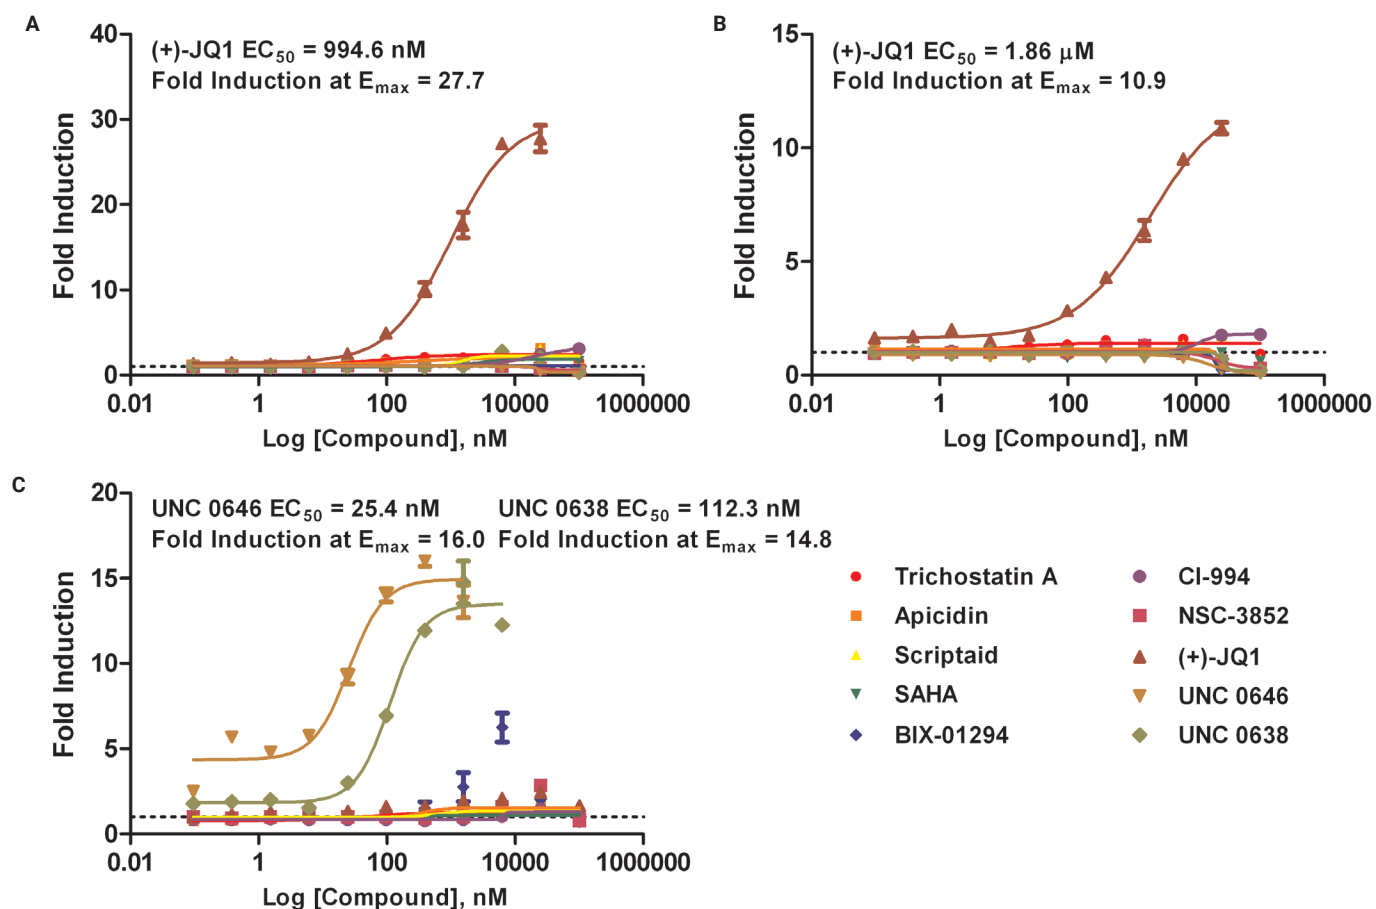 A
(+)-JQ1 EC50 = 994.6 nM
Fold Induction at Emax = 27.7
40
30
20
10
0
Fold Induction
0.01 1 100 10000 1000000
Log [Compound], nM
B
(+)-JQ1 EC50 = 1.86 μM
Fold Induction at Emax = 10.9
15
10
5
0
Fold Induction
0.01 1 100 10000 1000000
Log [Compound], nM
C
UNC 0646 EC50 = 25.4 nM UNC 0638 EC50 = 112.3 nM
Fold Induction at Emax = 16.0 Fold Induction at Emax = 14.8
20
15
10
5
0
Fold Induction
0.01 1 100 10000 1000000
Log [Compound], nM
Trichostatin A
Apicidin
Scriptaid
SAHA
BIX-01294
CI-994
NSC-3852
(+)-JQ1
UNC 0646
UNC 0638